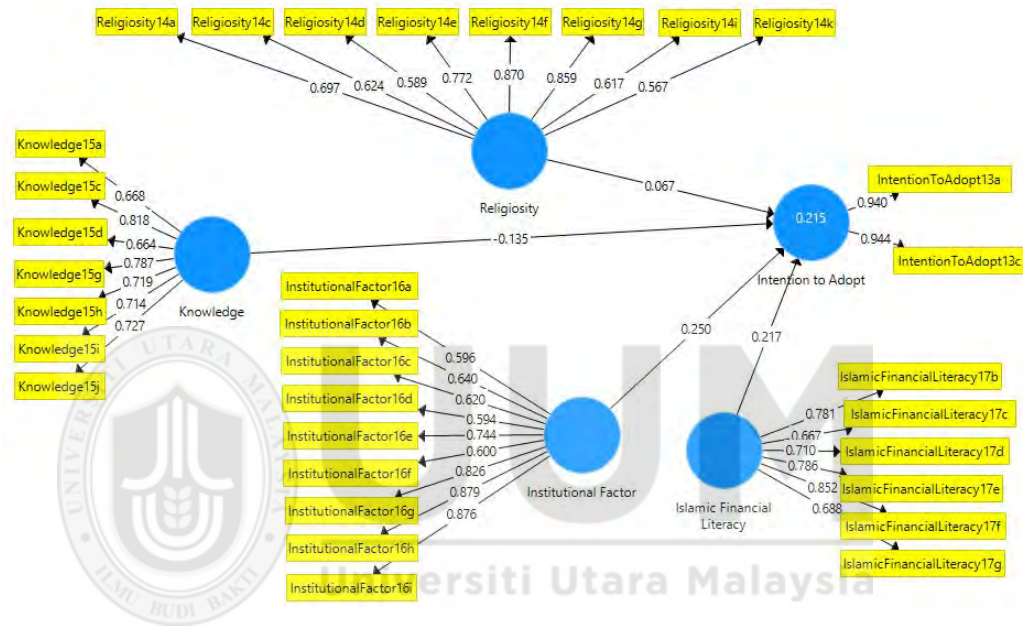 Religiosity14a
Religiosity14c
Religiosity14d
Religiosity14e
Religiosity14f
Religiosity14g
Religiosity14i
Religiosity14k
0.697
0.624
0.589
0.772
0.870
0.859
0.617
0.567
Religiosity
0.067
Knowledge15a
Knowledge15c
Knowledge15d
Knowledge15g
Knowledge15h
Knowledge15i
Knowledge15j
0.668
0.818
0.664
0.787
0.719
0.714
0.727
Knowledge
-0.135
0.215
Intention to Adopt
0.940
0.944
IntentionToAdopt13a
IntentionToAdopt13c
InstitutionalFactor16a
InstitutionalFactor16b
InstitutionalFactor16c
InstitutionalFactor16d
InstitutionalFactor16e
InstitutionalFactor16f
InstitutionalFactor16g
InstitutionalFactor16h
InstitutionalFactor16i
0.596
0.640
0.620
0.594
0.744
0.600
0.826
0.879
0.876
Institutional Factor
0.250
0.217
Islamic Financial
Literacy
0.781
0.667
0.710
0.786
0.852
0.688
IslamicFinancialLiteracy17b
IslamicFinancialLiteracy17c
IslamicFinancialLiteracy17d
IslamicFinancialLiteracy17e
IslamicFinancialLiteracy17f
IslamicFinancialLiteracy17g
UNIVERSITI UTARA MALAYSIA
ILMU BUDI BAKTI
UUM
Universiti Utara Malaysia